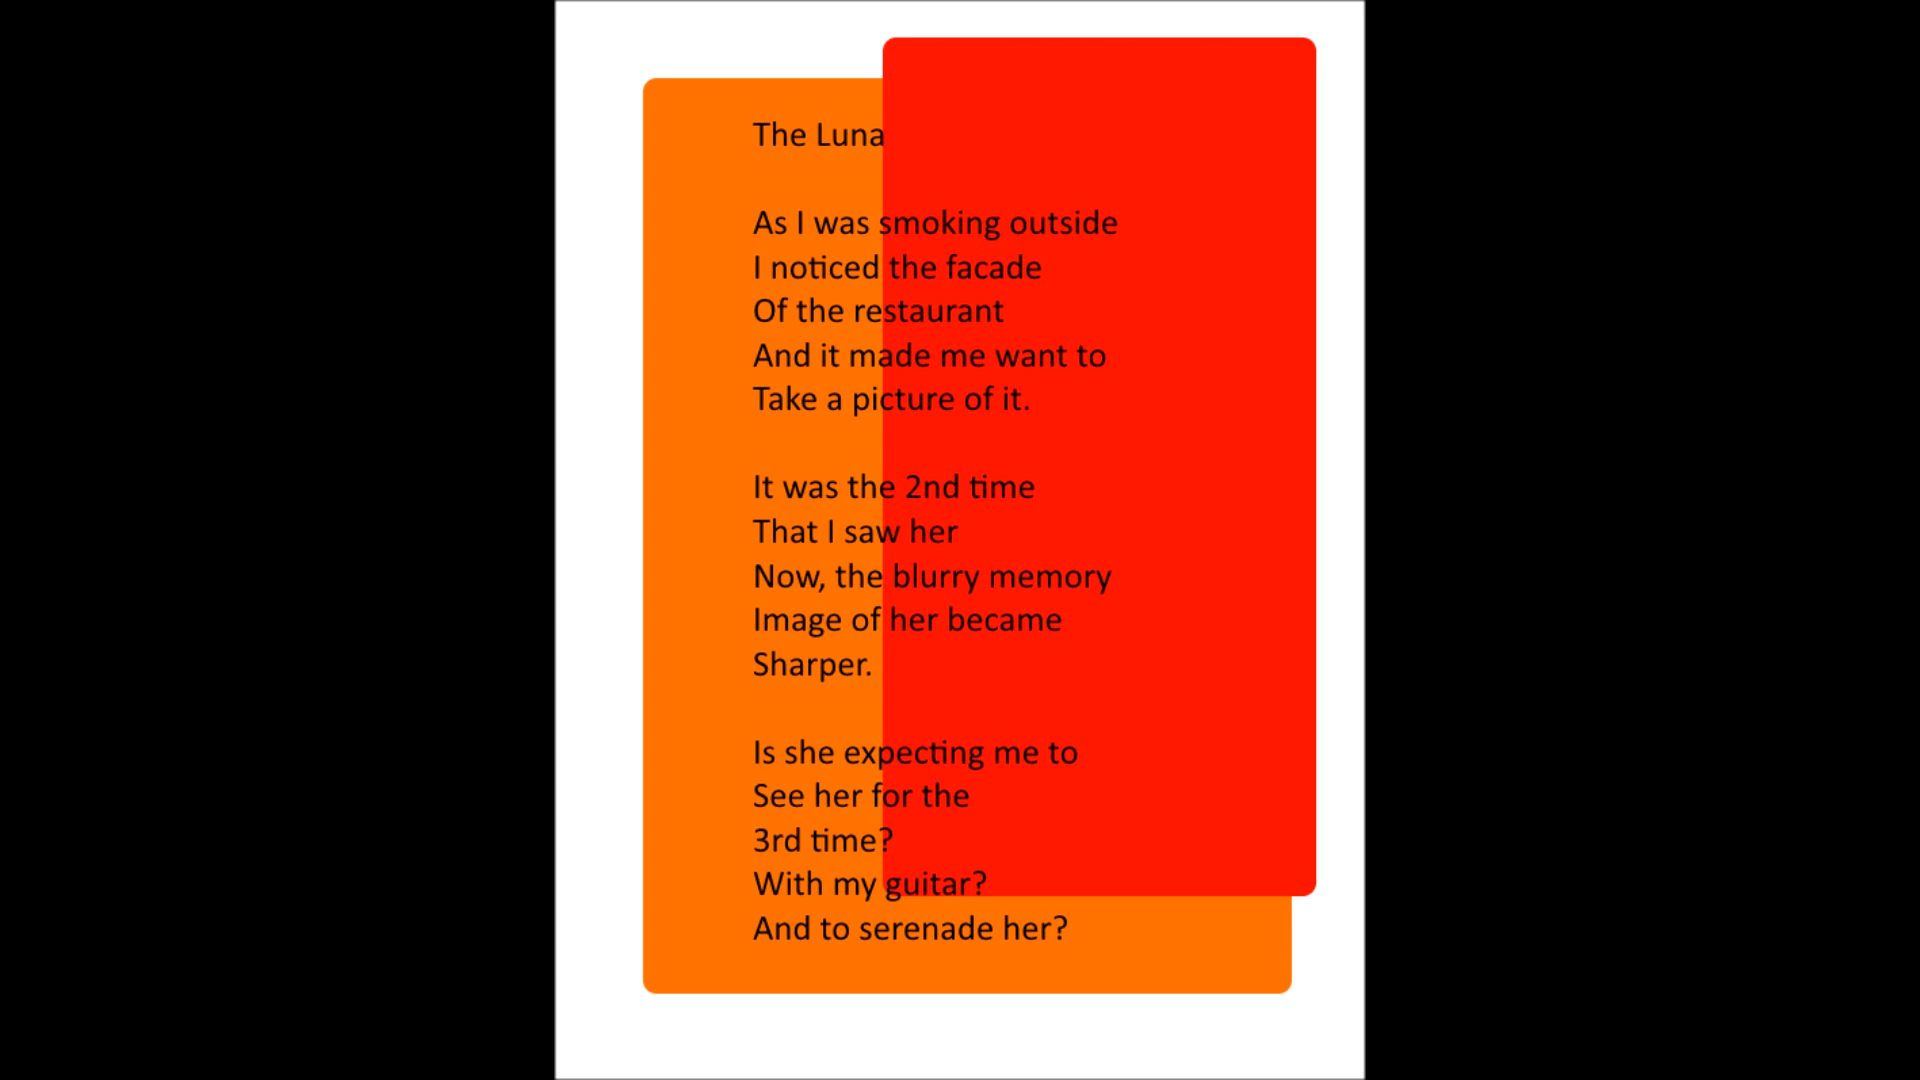 The Luna
As I was smoking outside
I noticed the facade
Of the restaurant
And it made me want to
Take a picture of it.
It was the 2nd time
That I saw her
Now, the blurry memory
Image of her became
Sharper.
Is she expecting me to
See her for the
3rd time?
With my guitar?
And to serenade her?